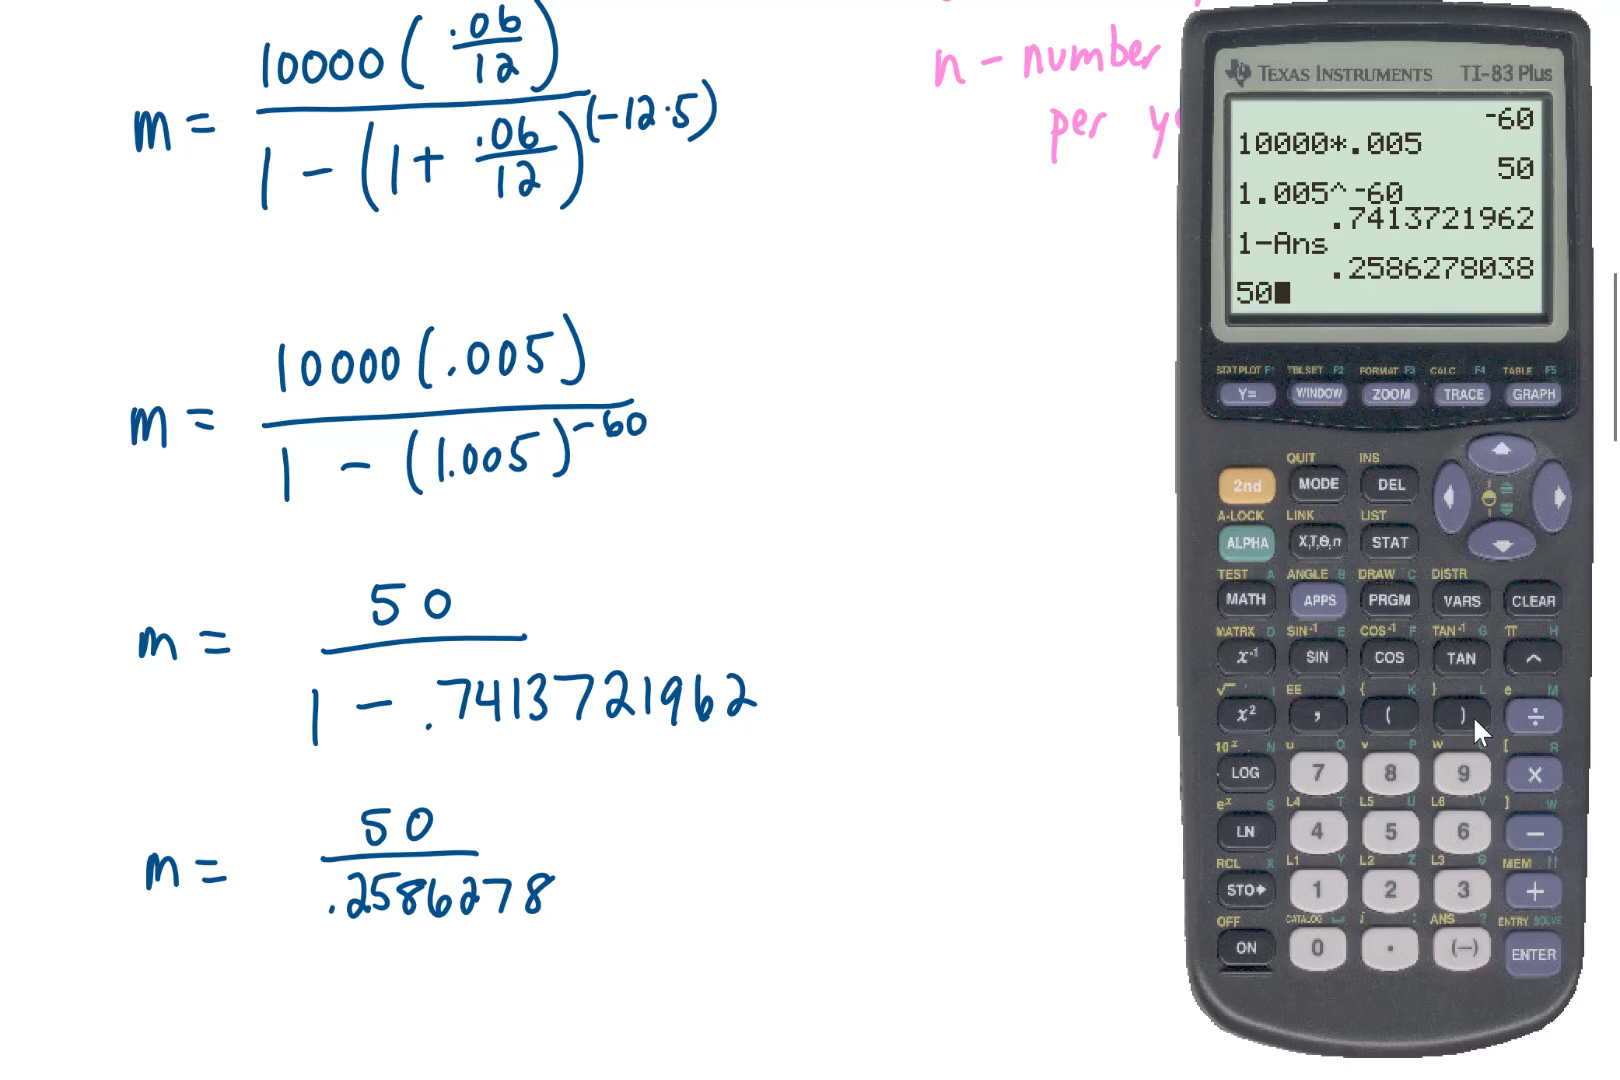 m = 10000 ( .06 / 12 ) / 1 - ( 1 + .06 / 12 ) (-12·5)
m = 10000 (.005) / 1 - (1.005) -60
m = 50 / 1 - .7413721962
m = 50 / .2586278
n - number
per
TEXAS INSTRUMENTS TI-83 Plus
-60
10000*.005
50
1.005^-60
.7413721962
1-Ans
.2586278038
50
STAT PLOT F1 TBLSET F2 FORMAT F3 CALC F4 TABLE F5
Y= WINDOW ZOOM TRACE GRAPH
QUIT INS
2nd MODE DEL
A-LOCK LINK LIST
ALPHA X,T,Θ,n STAT
TEST A ANGLE B DRAW C DISTR
MATH APPS PRGM VARS CLEAR
MATRX D SIN-1 E COS-1 F TAN-1 G π H
x-1 SIN COS TAN ^
√ I EE J { K } L e M
x2 , ( ) ÷
10x N u O v P w [ R
LOG 7 8 9 ×
ex S L4 T L5 U L6 V ] W
LN 4 5 6 −
RCL X L1 Y L2 Z L3 θ MEM "
STO 1 2 3 +
OFF CATALOG i : ANS ? ENTRY SOLVE
ON 0 . (−) ENTER